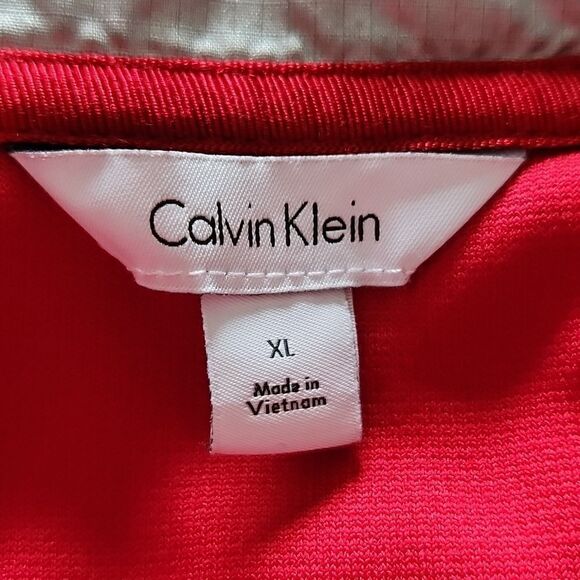 Calvin Klein
XL
Made in
Vietnam